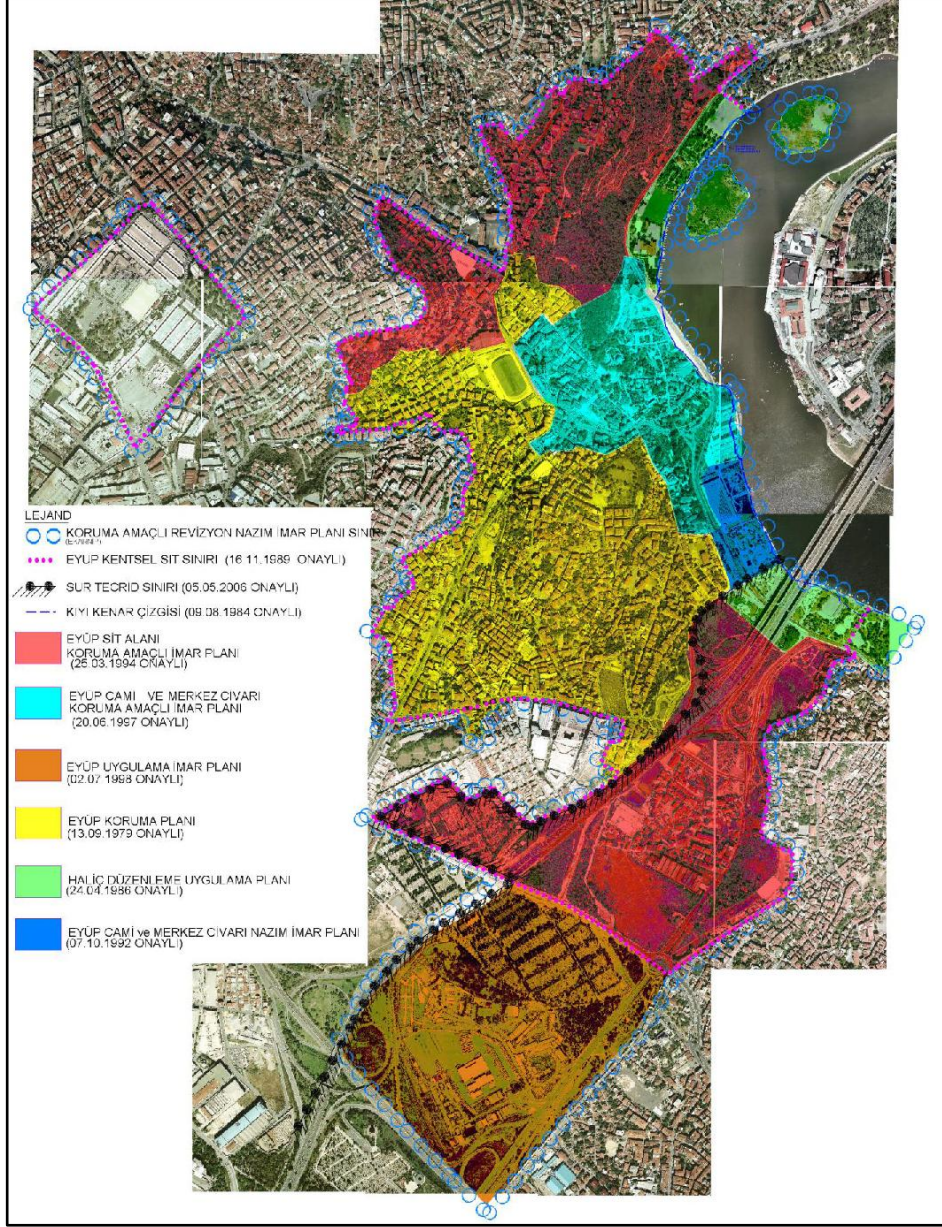 LEJAND
KORUMA AMAÇLI REVİZYON NAZIM İMAR PLANI SINIRI
EYÜP KENTSEL SİT SINIRI (16.11.1989 ONAYLI)
SUR TECRİD SINIRI (05.05.2006 ONAYLI)
KIYI KENAR ÇİZGİSİ (09.08.1984 ONAYLI)
EYÜP SİT ALANI
KORUMA AMAÇLI İMAR PLANI
(25.03.1994 ONAYLI)
EYÜP CAMİ VE MERKEZ CİVARI
KORUMA AMAÇLI İMAR PLANI
(20.06.1997 ONAYLI)
EYÜP UYGULAMA İMAR PLANI
(02.07.1998 ONAYLI)
EYÜP KORUMA PLANI
(13.09.1979 ONAYLI)
HALİÇ DÜZENLEME UYGULAMA PLANI
(24.04.1986 ONAYLI)
EYÜP CAMİ ve MERKEZ CİVARI NAZIM İMAR PLANI
(07.10.1992 ONAYLI)